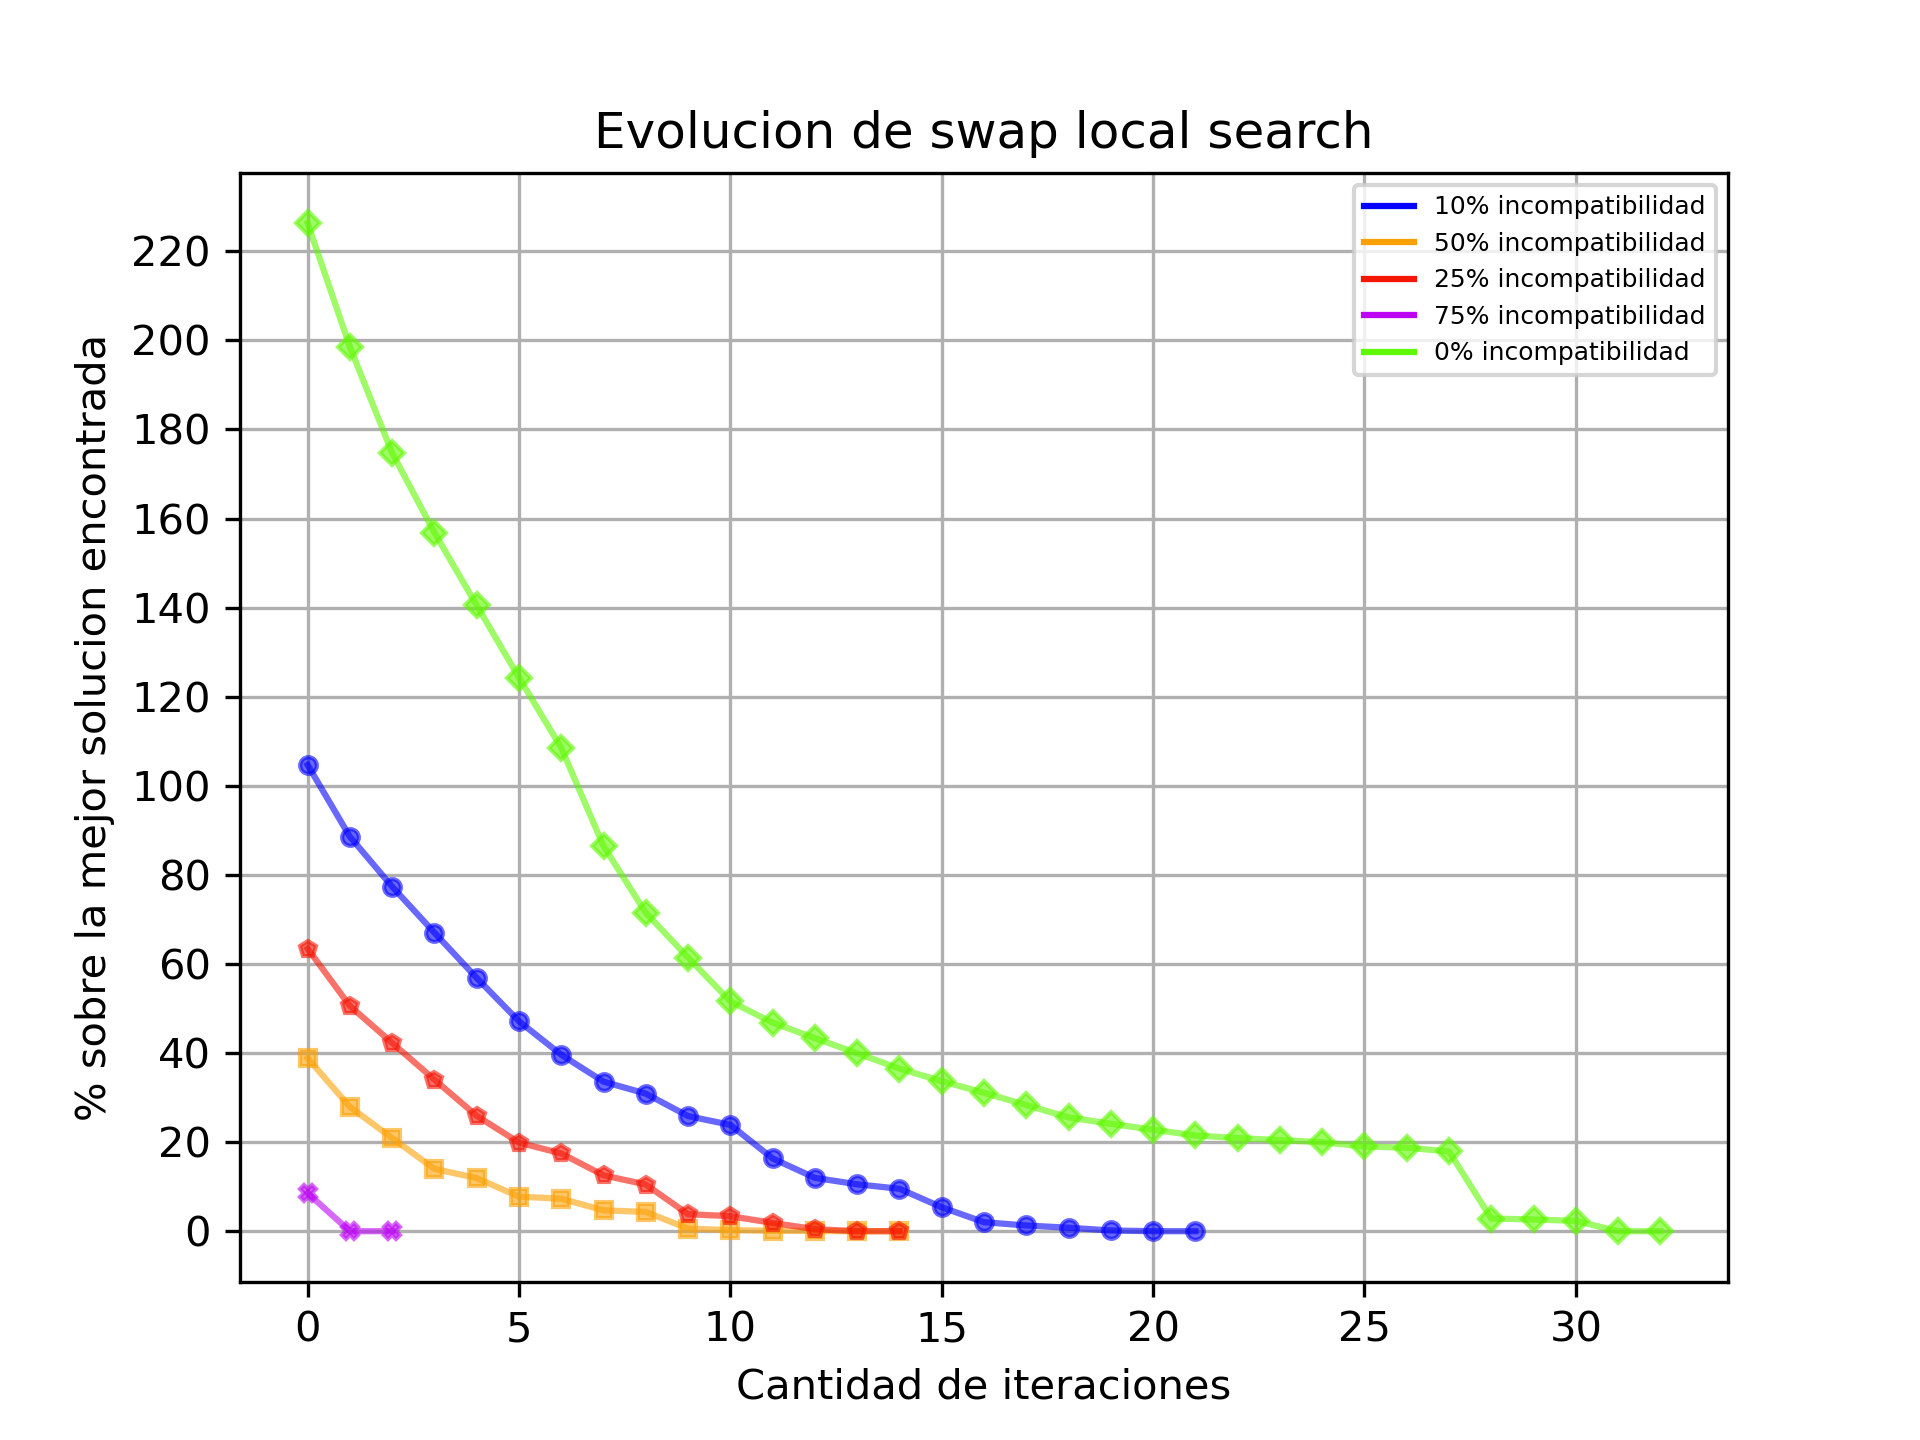 Evolucion de swap local search
10% incompatibilidad
50% incompatibilidad
25% incompatibilidad
75% incompatibilidad
0% incompatibilidad
% sobre la mejor solucion encontrada
220
200
180
160
140
120
100
80
60
40
20
0
0 5 10 15 20 25 30
Cantidad de iteraciones